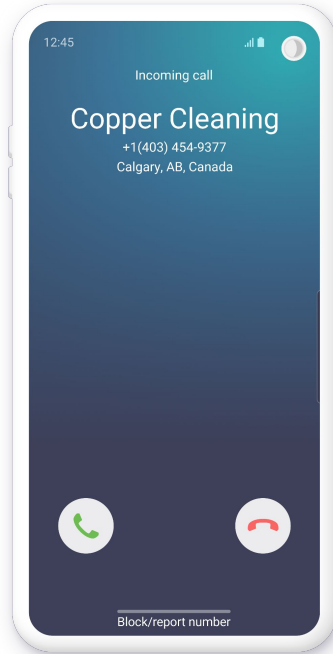 12:45
Incoming call
Copper Cleaning
+1(403) 454-9377
Calgary, AB, Canada
Block/report number